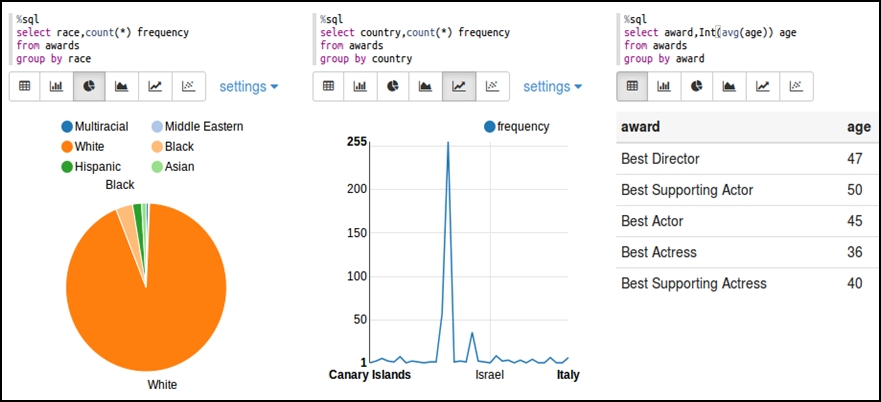 %sql
select race,count(*) frequency
from awards
group by race
settings
Multiracial
Middle Eastern
White
Black
Hispanic
Asian
Black
White
%sql
select country,count(*) frequency
from awards
group by country
settings
frequency
255
200
150
100
50
1
Canary Islands
Israel
Italy
%sql
select award,Int(avg(age)) age
from awards
group by award
award age
Best Director 47
Best Supporting Actor 50
Best Actor 45
Best Actress 36
Best Supporting Actress 40